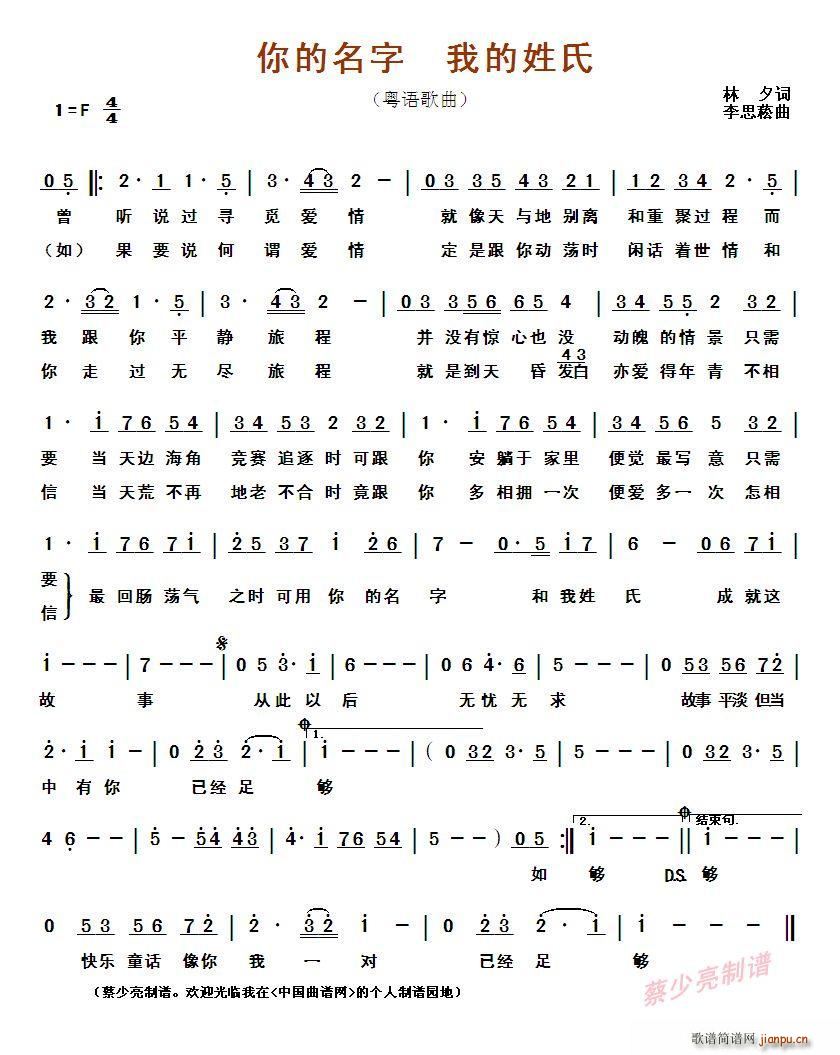 你的名字　我的姓氏
（粤语歌曲）
1=F 4/4
林　夕词
李思菘曲
0 5 ‖: 2· 1 1· 5 | 3· 4 3 2 － | 0 3 3 5 4 3 2 1 | 1 2 3 4 2· 5 |
曾 听 说 过 寻 觅 爱 情 就 像 天 与 地 别 离 和 重 聚 过 程 而
（如） 果 要 说 何 谓 爱 情 定 是 跟 你 动 荡 时 闲 话 着 世 情 和
2· 3 2 1· 5 | 3· 4 3 2 － | 0 3 3 5 6 6 5 4 | 3 4 5 5 2 3 2 |
我 跟 你 平 静 旅 程 并 没 有 惊 心 也 没 动 魄 的 情 景 只 需
4 3
你 走 过 无 尽 旅 程 就 是 到 天 昏 发 白 亦 爱 得 年 青 不 相
1· i 7 6 5 4 | 3 4 5 3 2 3 2 | 1· i 7 6 5 4 | 3 4 5 6 5 3 2 |
要 当 天 边 海 角 竞 赛 追 逐 时 可 跟 你 安 躺 于 家 里 便 觉 最 写 意 只 需
信 当 天 荒 不 再 地 老 不 合 时 竟 跟 你 多 相 拥 一 次 便 爱 多 一 次 怎 相
1· i 7 6 7 i | 2 5 3 7 i 2 6 | 7 － 0· 5 i 7 | 6 － 0 6 7 i |
要
最 回 肠 荡 气 之 时 可 用 你 的 名 字 和 我 姓 氏 成 就 这
信
i － － － | 7 － － － | 0 5 3· i | 6 － － － | 0 6 4· 6 | 5 － － － | 0 5 3 5 6 7 2 |
故 事 从 此 以 后 无 忧 无 求 故 事 平 淡 但 当
1.
2· i i － | 0 2 3 2· i | i － － － | （ 0 3 2 3· 5 | 5 － － － | 0 3 2 3· 5 |
中 有 你 已 经 足 够
2. 结束句.
4 6 － － | 5 － 5 4 4 3 | 4· i 7 6 5 4 | 5 － － ） 0 5 :‖ i － － － ‖ i － － － |
如 够 D.S. 够
0 5 3 5 6 7 2 | 2· 3 2 i － | 0 2 3 2· i | i － － － ‖
快 乐 童 话 像 你 我 一 对 已 经 足 够
（蔡少亮制谱。欢迎光临我在<中国曲谱网>的个人制谱园地）
蔡少亮制谱
歌谱简谱网
jianpu.cn